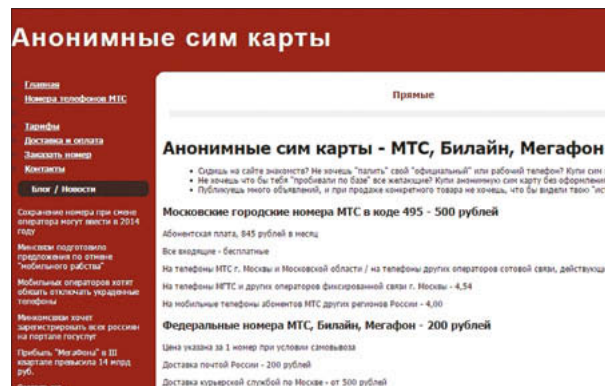 Анонимные сим карты
Главная
Номера телефонов МТС
Тарифы
Доставка и оплата
Заказать номер
Контакты
Блог / Новости
Сохранение номера при смене
оператора могут ввести в 2014
году
Минсвязи подготовило
предложения по отмене
"мобильного рабства"
Мобильных операторов хотят
обязать отключать украденные
телефоны
Минкомсвязи хочет
зарегистрировать всех россиян
на портале госуслуг
Прибыль "МегаФона" в III
квартале превысила 14 млрд
руб.
Прямые
Анонимные сим карты - МТС, Билайн, Мегафон
Сидишь на сайте знакомств? Не хочешь "палить" свой "официальный" или рабочий телефон? Купи сим
Не хочешь что бы тебя "пробивали по базе" все желающие? Купи анонимную сим карту без оформлени
Публикуешь много объявлений, и при продаже конкретного товара не хочешь, что бы видели твою "ис
Московские городские номера МТС в коде 495 - 500 рублей
Абонентская плата, 845 рублей в месяц
Все входящие - бесплатные
На телефоны МТС г. Москвы и Московской области / на телефоны других операторов сотовой связи, действующи
На телефоны МГТС и других операторов фиксированной связи г. Москвы - 4,54
На мобильные телефоны абонентов МТС других регионов России - 4,00
Федеральные номера МТС, Билайн, Мегафон - 200 рублей
Цена указана за 1 номер при условии самовывоза
Доставка почтой России - 200 рублей
Доставка курьерской службой по Москве - от 500 рублей